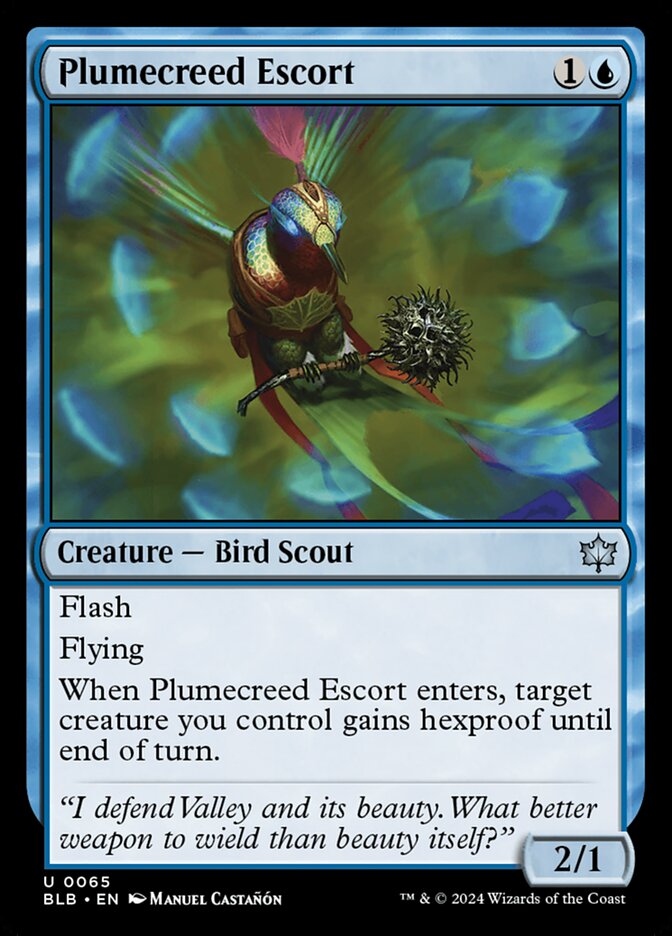 Plumecreed Escort 1
Creature — Bird Scout
Flash
Flying
When Plumecreed Escort enters, target
creature you control gains hexproof until
end of turn.
“I defend Valley and its beauty. What better
weapon to wield than beauty itself?”
2/1
U 0065
BLB • EN Manuel Castañón
™ & © 2024 Wizards of the Coast